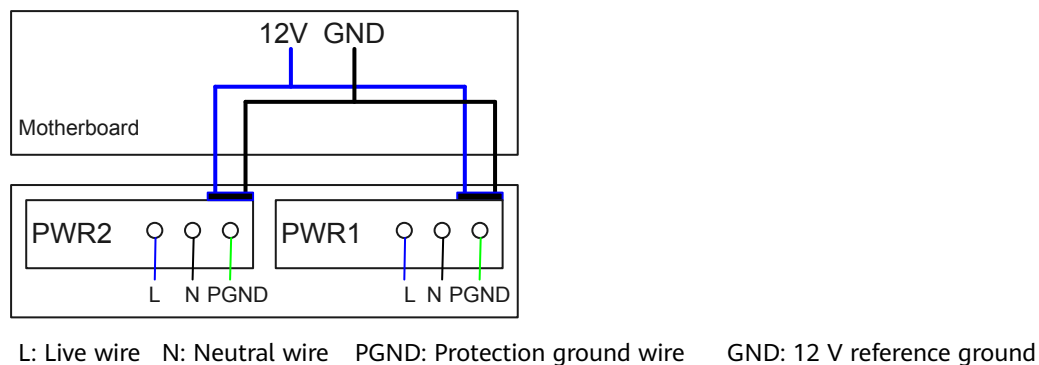 12V GND
Motherboard
PWR2
PWR1
L N PGND
L N PGND
L: Live wire N: Neutral wire PGND: Protection ground wire GND: 12 V reference ground